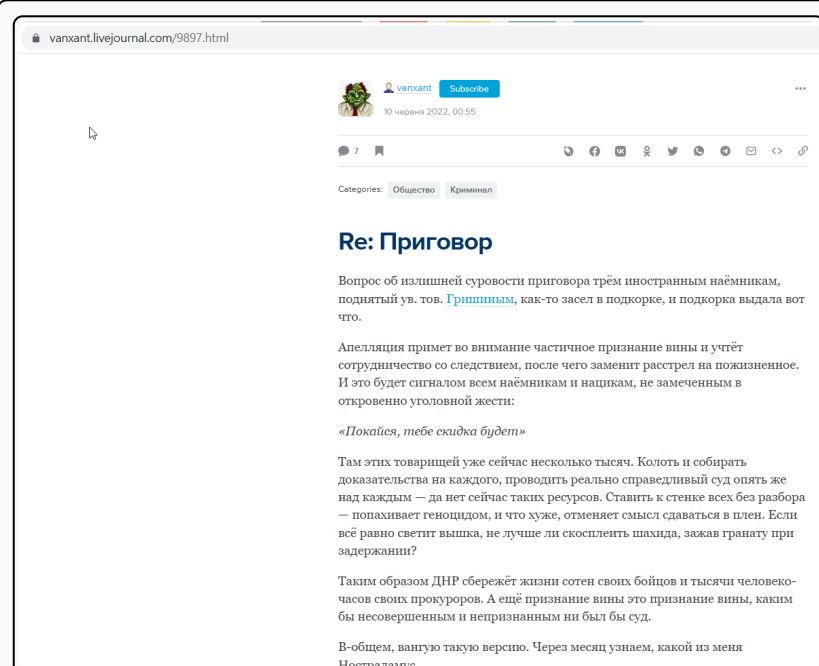 vanxant.livejournal.com/9897.html
vanxant
Subscribe
10 червня 2022, 00:55
7
Categories: Общество Криминал
Re: Приговор
Вопрос об излишней суровости приговора трём иностранным наёмникам,
поднятый ув. тов. Гришиным, как-то засел в подкорке, и подкорка выдала вот
что.
Апелляция примет во внимание частичное признание вины и учтёт
сотрудничество со следствием, после чего заменит расстрел на пожизненное.
И это будет сигналом всем наёмникам и нацикам, не замеченным в
откровенно уголовной жести:
«Покайся, тебе скидка будет»
Там этих товарищей уже сейчас несколько тысяч. Колоть и собирать
доказательства на каждого, проводить реально справедливый суд опять же
над каждым — да нет сейчас таких ресурсов. Ставить к стенке всех без разбора
— попахивает геноцидом, и что хуже, отменяет смысл сдаваться в плен. Если
всё равно светит вышка, не лучше ли скосплеить шахида, зажав гранату при
задержании?
Таким образом ДНР сбережёт жизни сотен своих бойцов и тысячи человеко-
часов своих прокуроров. А ещё признание вины это признание вины, каким
бы несовершенным и непризнанным ни был бы суд.
В-общем, вангую такую версию. Через месяц узнаем, какой из меня
Нострадамус